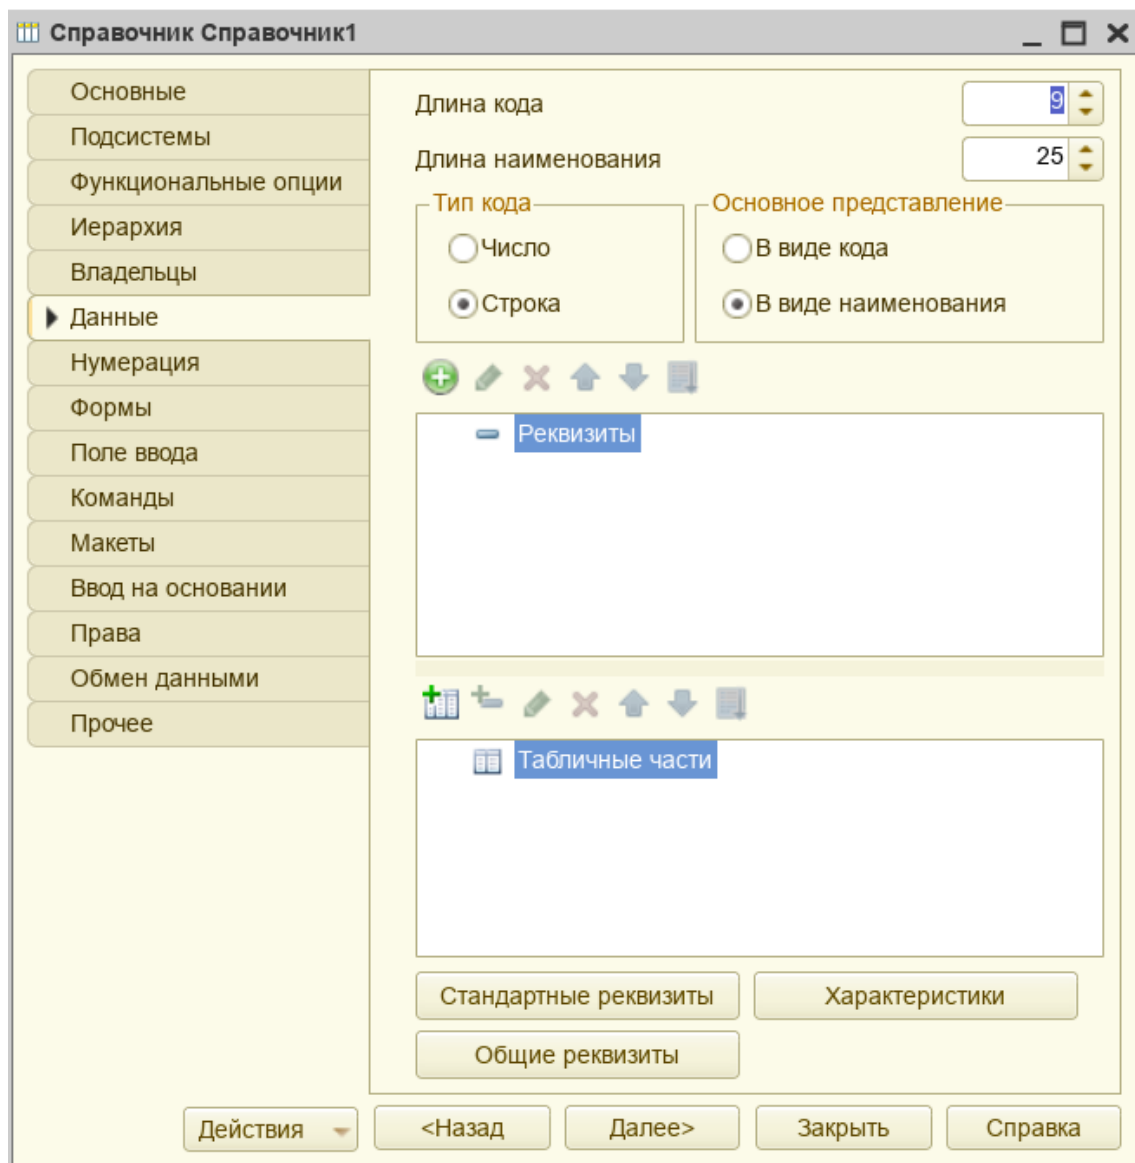 Справочник Справочник1
Основные
Подсистемы
Функциональные опции
Иерархия
Владельцы
Данные
Нумерация
Формы
Поле ввода
Команды
Макеты
Ввод на основании
Права
Обмен данными
Прочее
Длина кода 9
Длина наименования 25
Тип кода
Число
Строка
Основное представление
В виде кода
В виде наименования
Реквизиты
Табличные части
Стандартные реквизиты Характеристики
Общие реквизиты
Действия <Назад Далее> Закрыть Справка